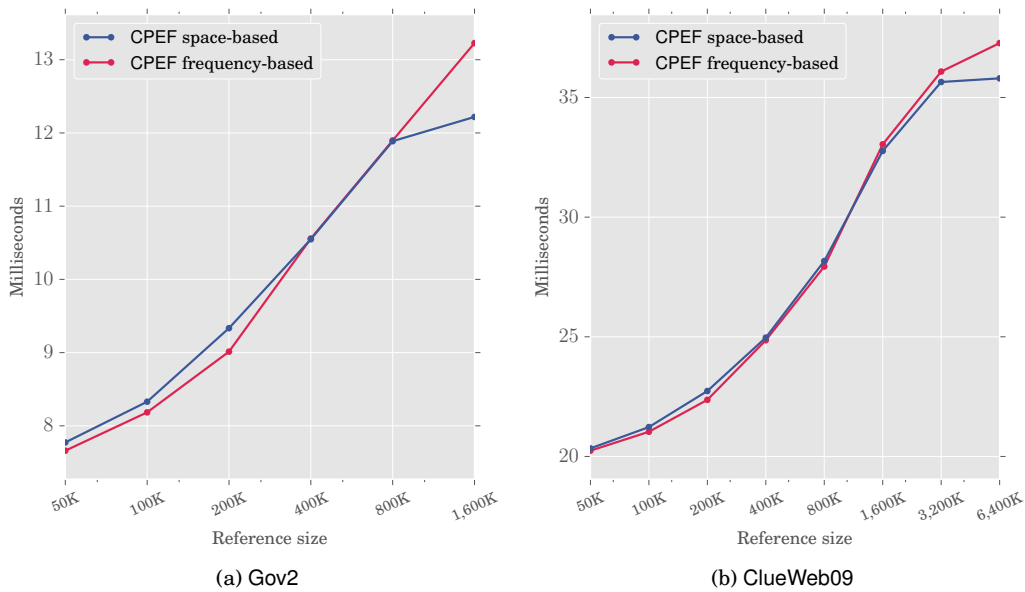 CPEF space-based
CPEF frequency-based
13
12
11
10
9
8
Milliseconds
50K
100K
200K
400K
800K
1,600K
Reference size
(a) Gov2
CPEF space-based
CPEF frequency-based
35
30
25
20
Milliseconds
50K
100K
200K
400K
800K
1,600K
3,200K
6,400K
Reference size
(b) ClueWeb09